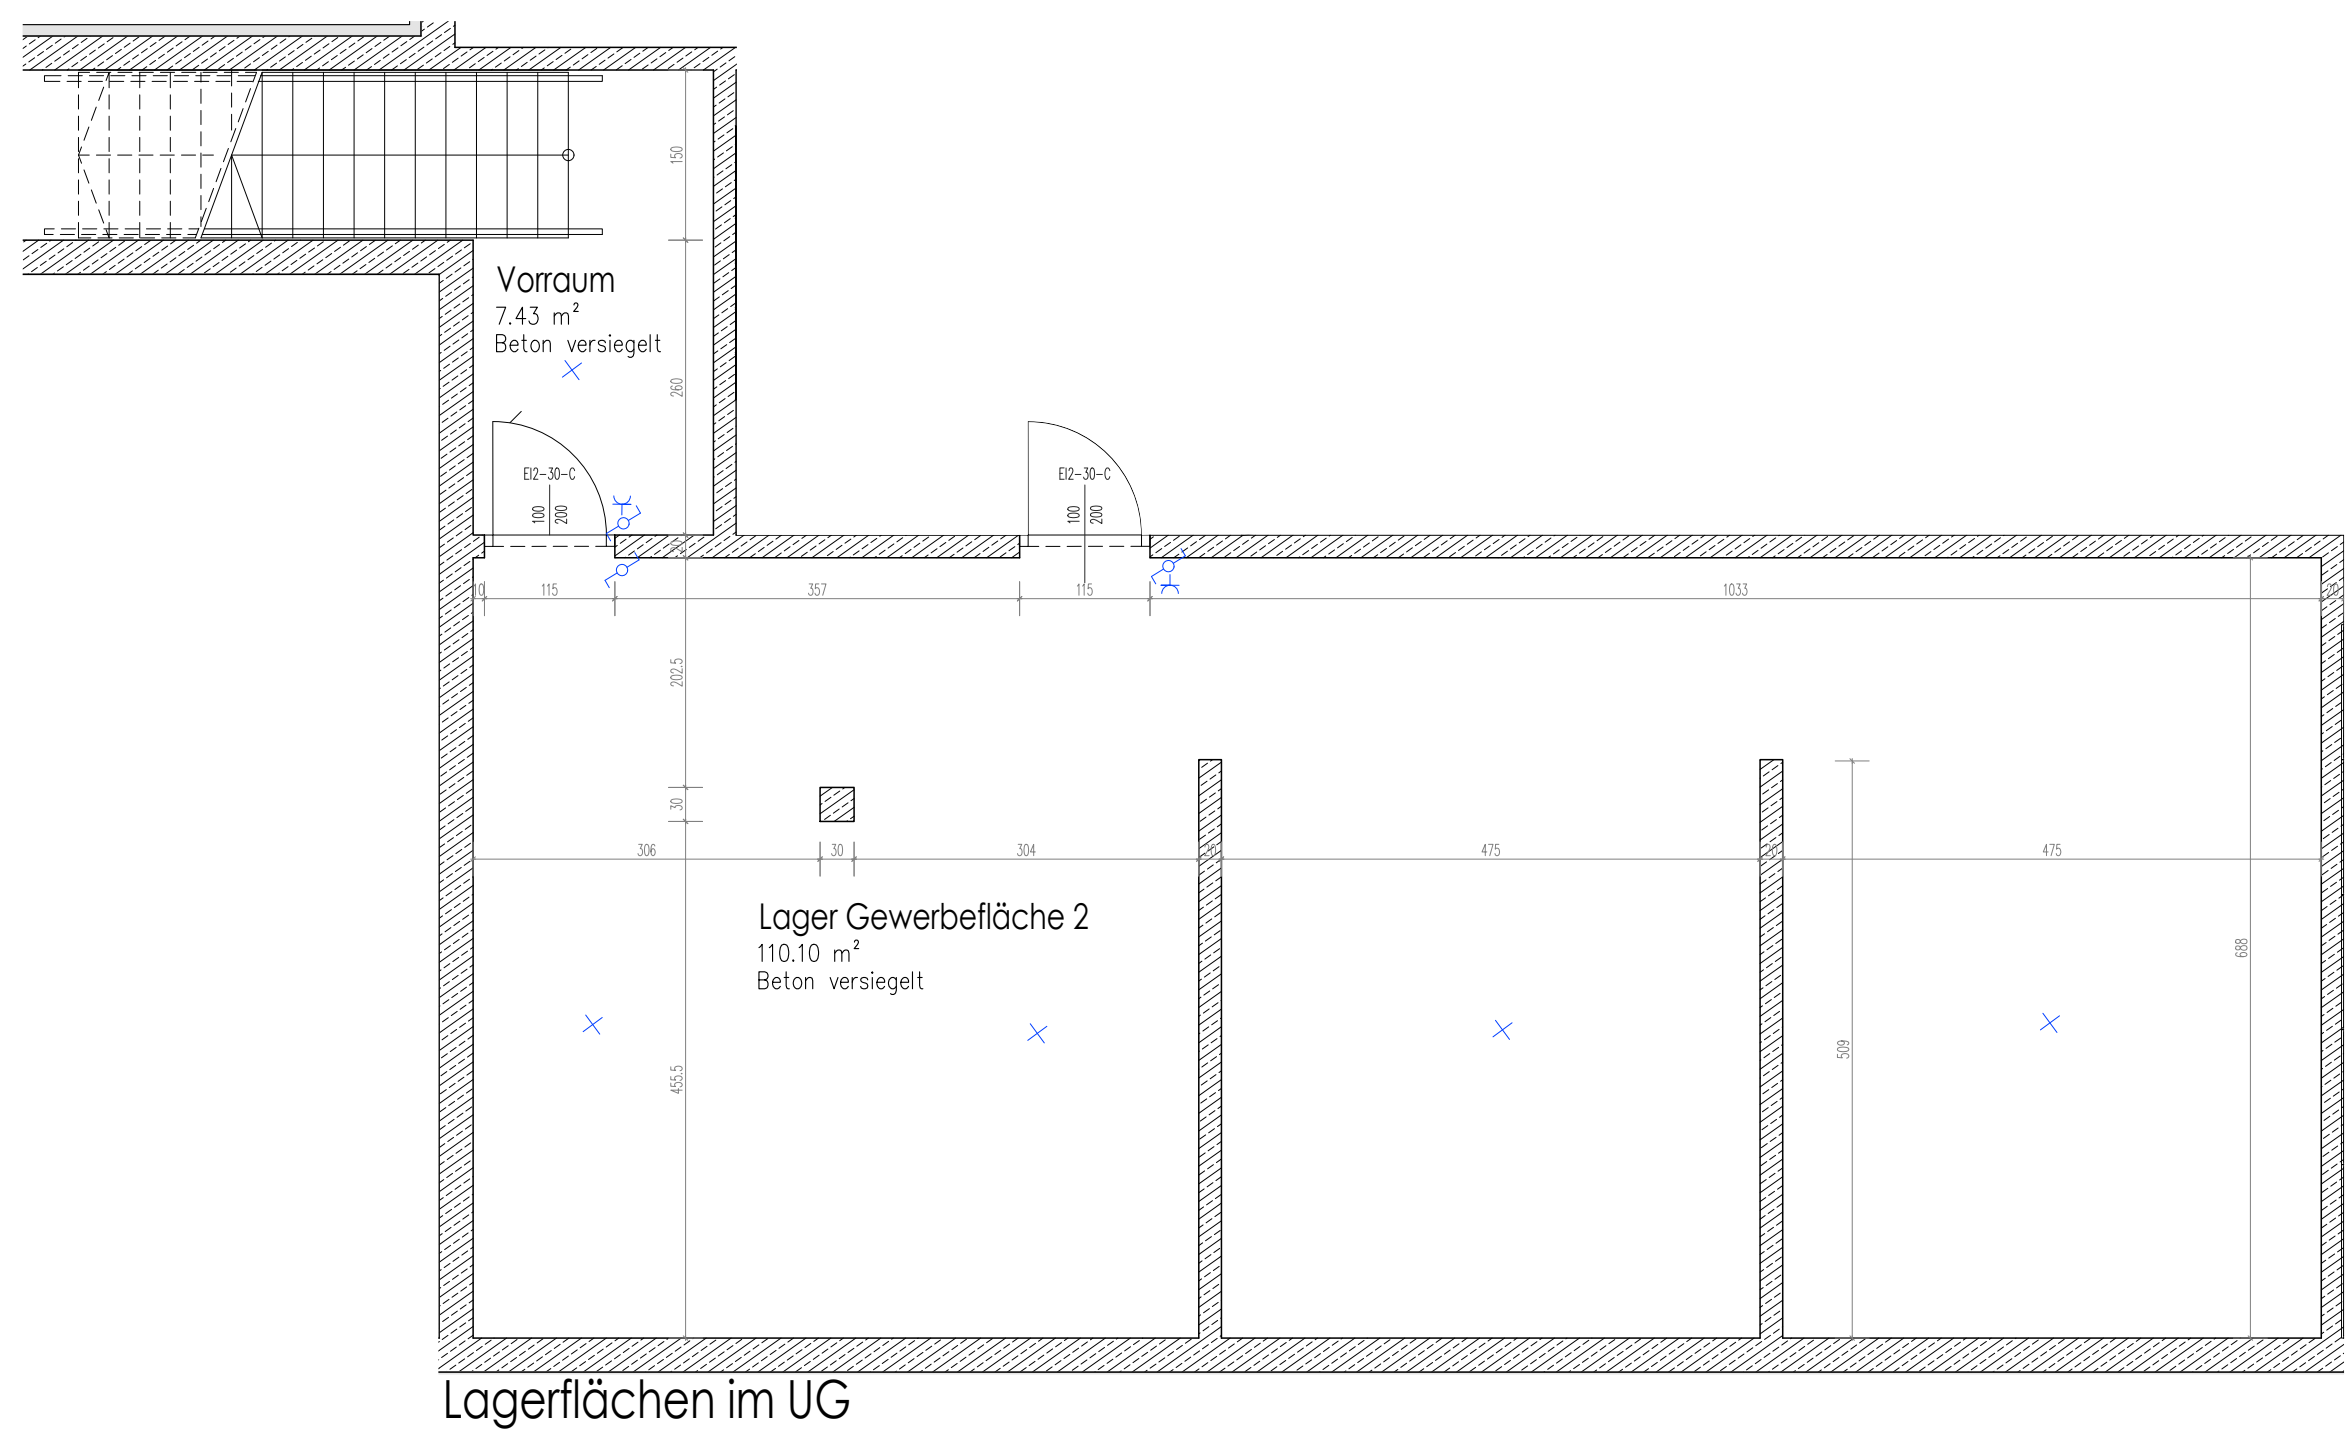 150
Vorraum
7.43 m²
Beton versiegelt
260
EI2-30-C
100
200
EI2-30-C
100
200
20
10
115
357
115
1033
20
202.5
30
306
30
304
20
475
20
475
Lager Gewerbefläche 2
110.10 m²
Beton versiegelt
688
509
455.5
Lagerflächen im UG